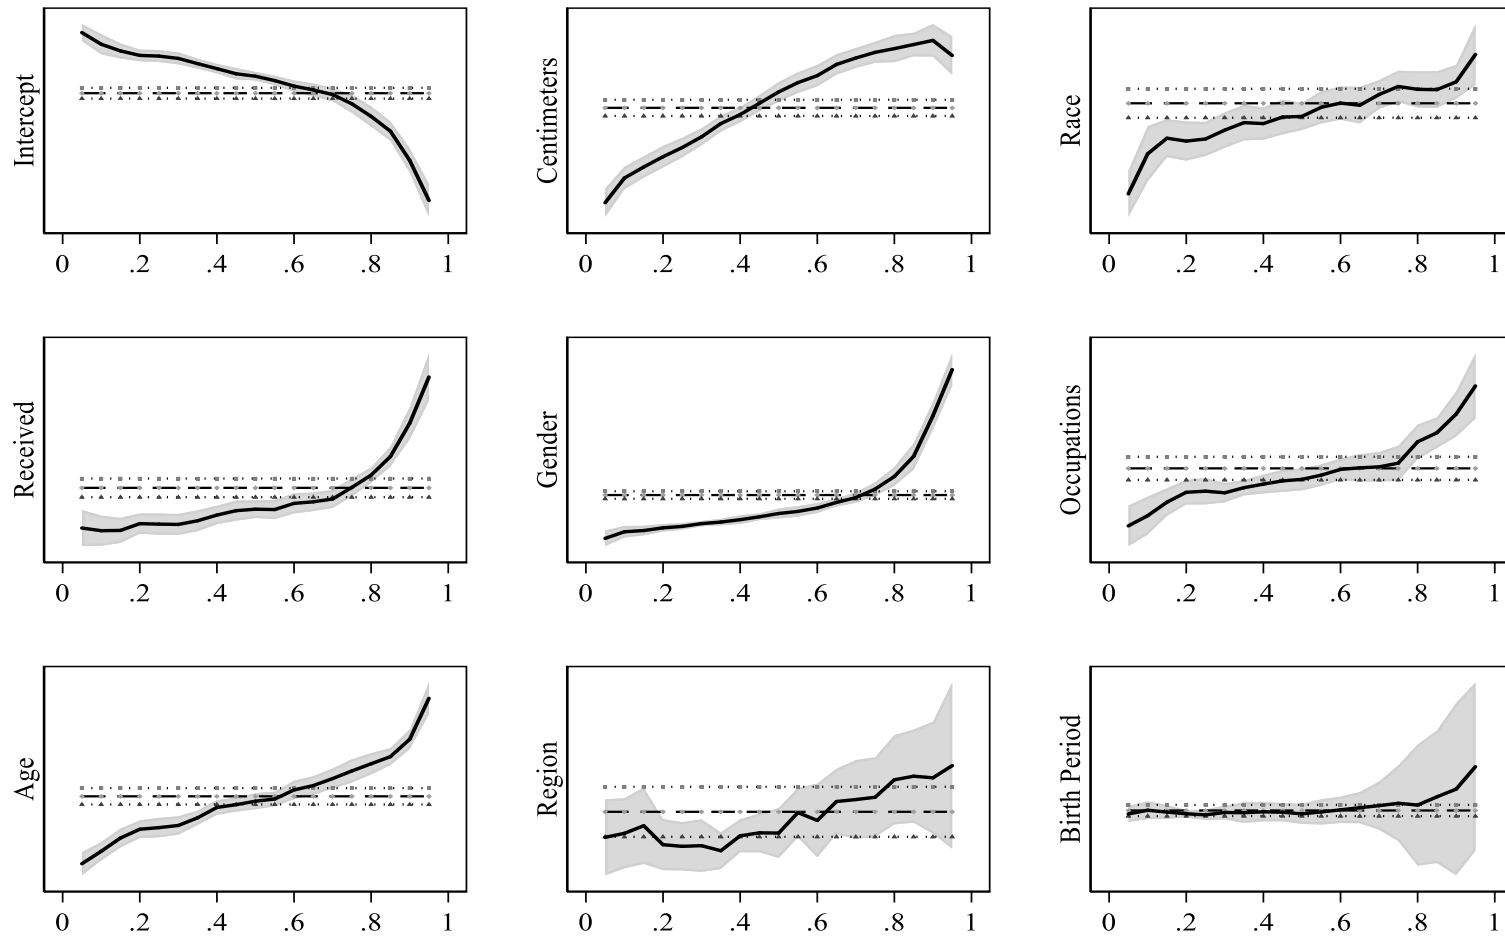 Intercept
0 .2 .4 .6 .8 1
Centimeters
0 .2 .4 .6 .8 1
Race
0 .2 .4 .6 .8 1
Received
0 .2 .4 .6 .8 1
Gender
0 .2 .4 .6 .8 1
Occupations
0 .2 .4 .6 .8 1
Age
0 .2 .4 .6 .8 1
Region
0 .2 .4 .6 .8 1
Birth Period
0 .2 .4 .6 .8 1